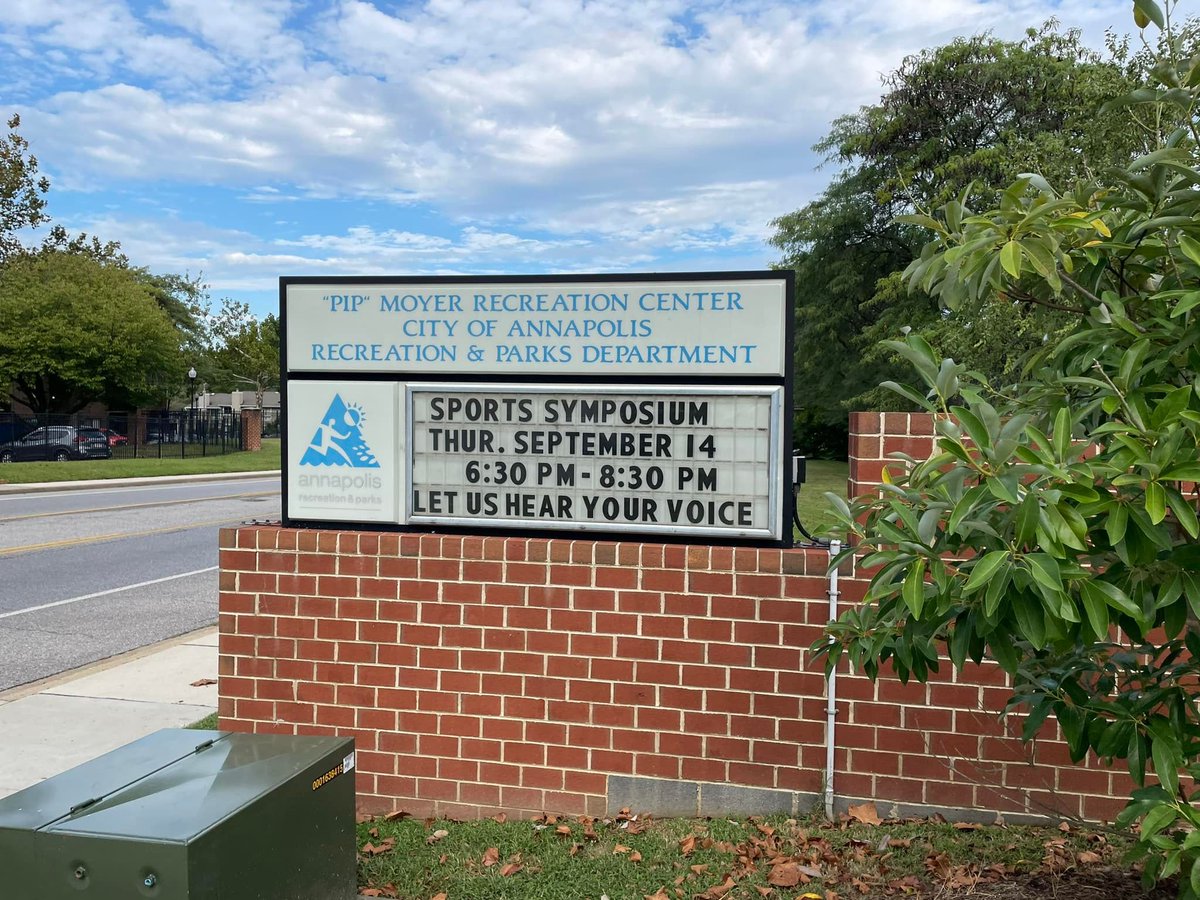 "PIP" MOYER RECREATION CENTER
CITY OF ANNAPOLIS
RECREATION & PARKS DEPARTMENT
SPORTS SYMPOSIUM
THUR. SEPTEMBER 14
6:30 PM - 8:30 PM
LET US HEAR YOUR VOICE
annapolis
recreation & parks
0001638415